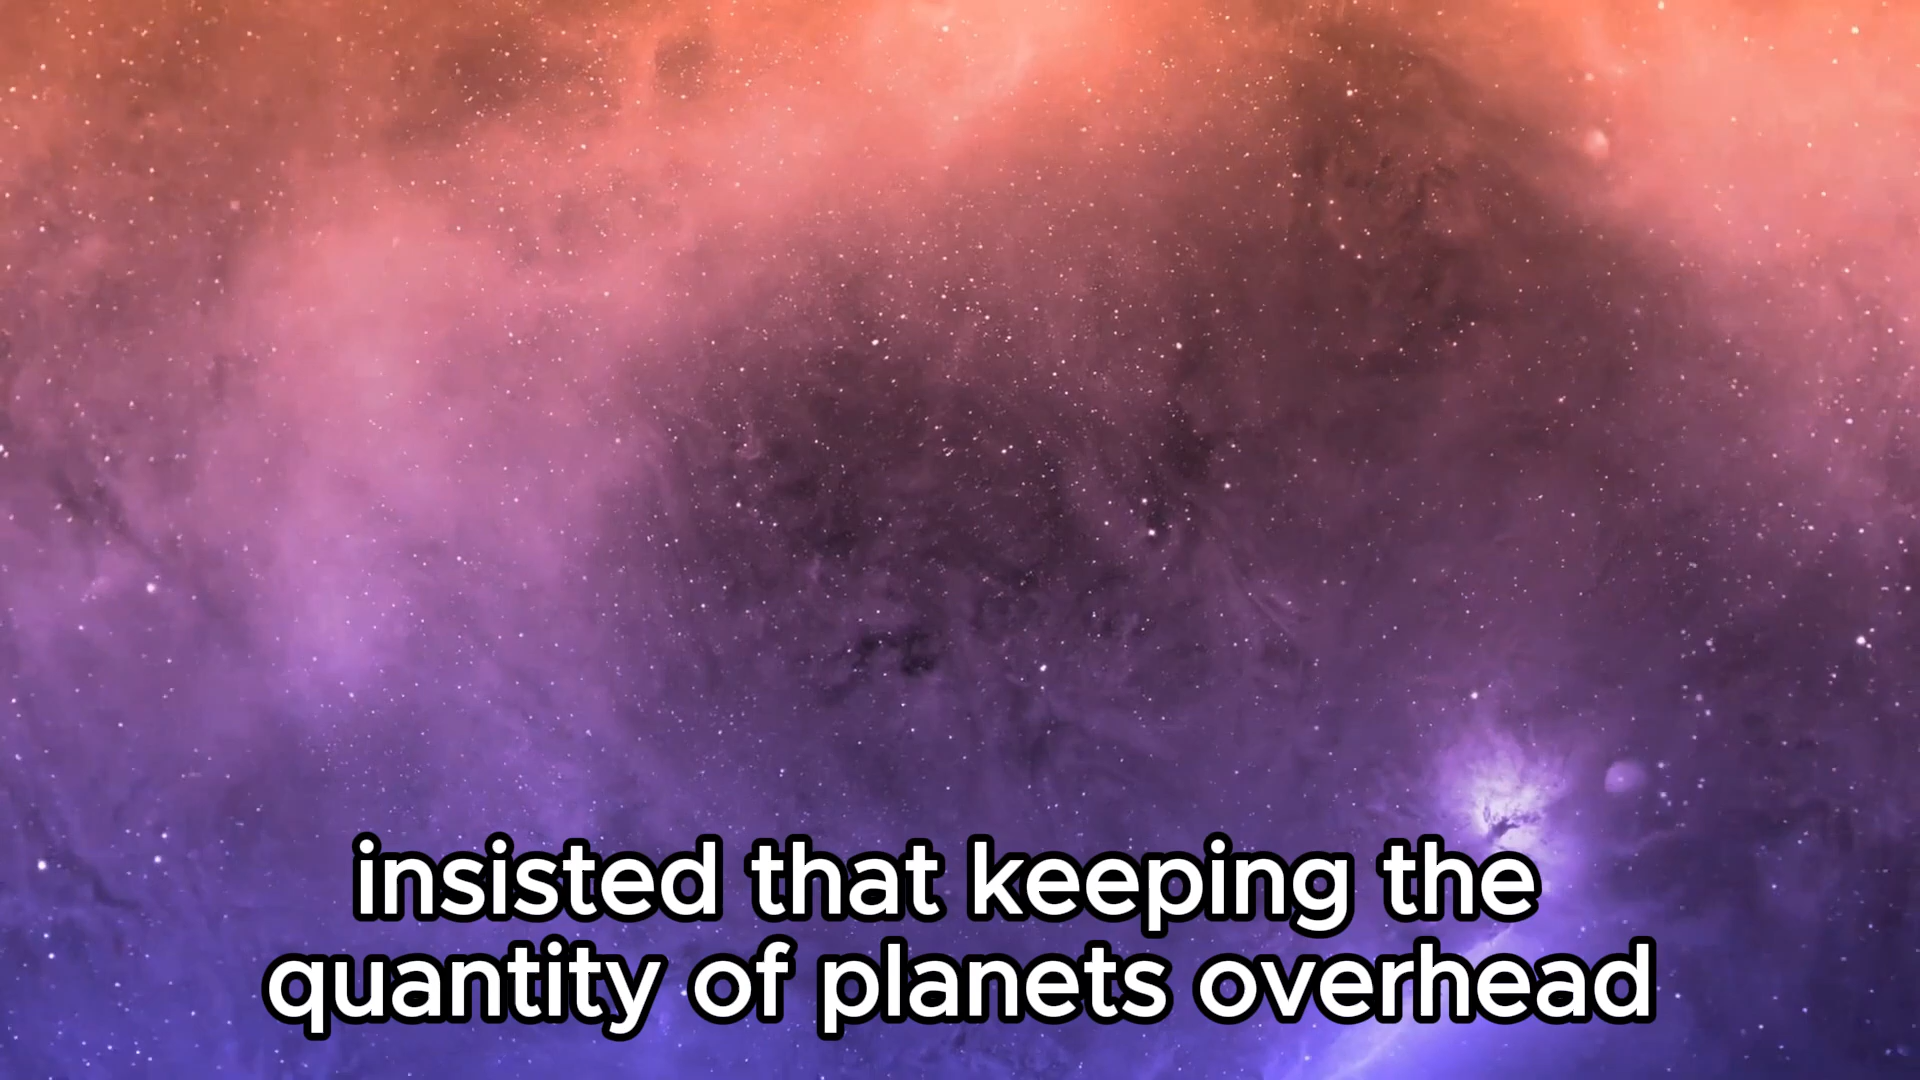 insisted that keeping the
quantity of planets overhead